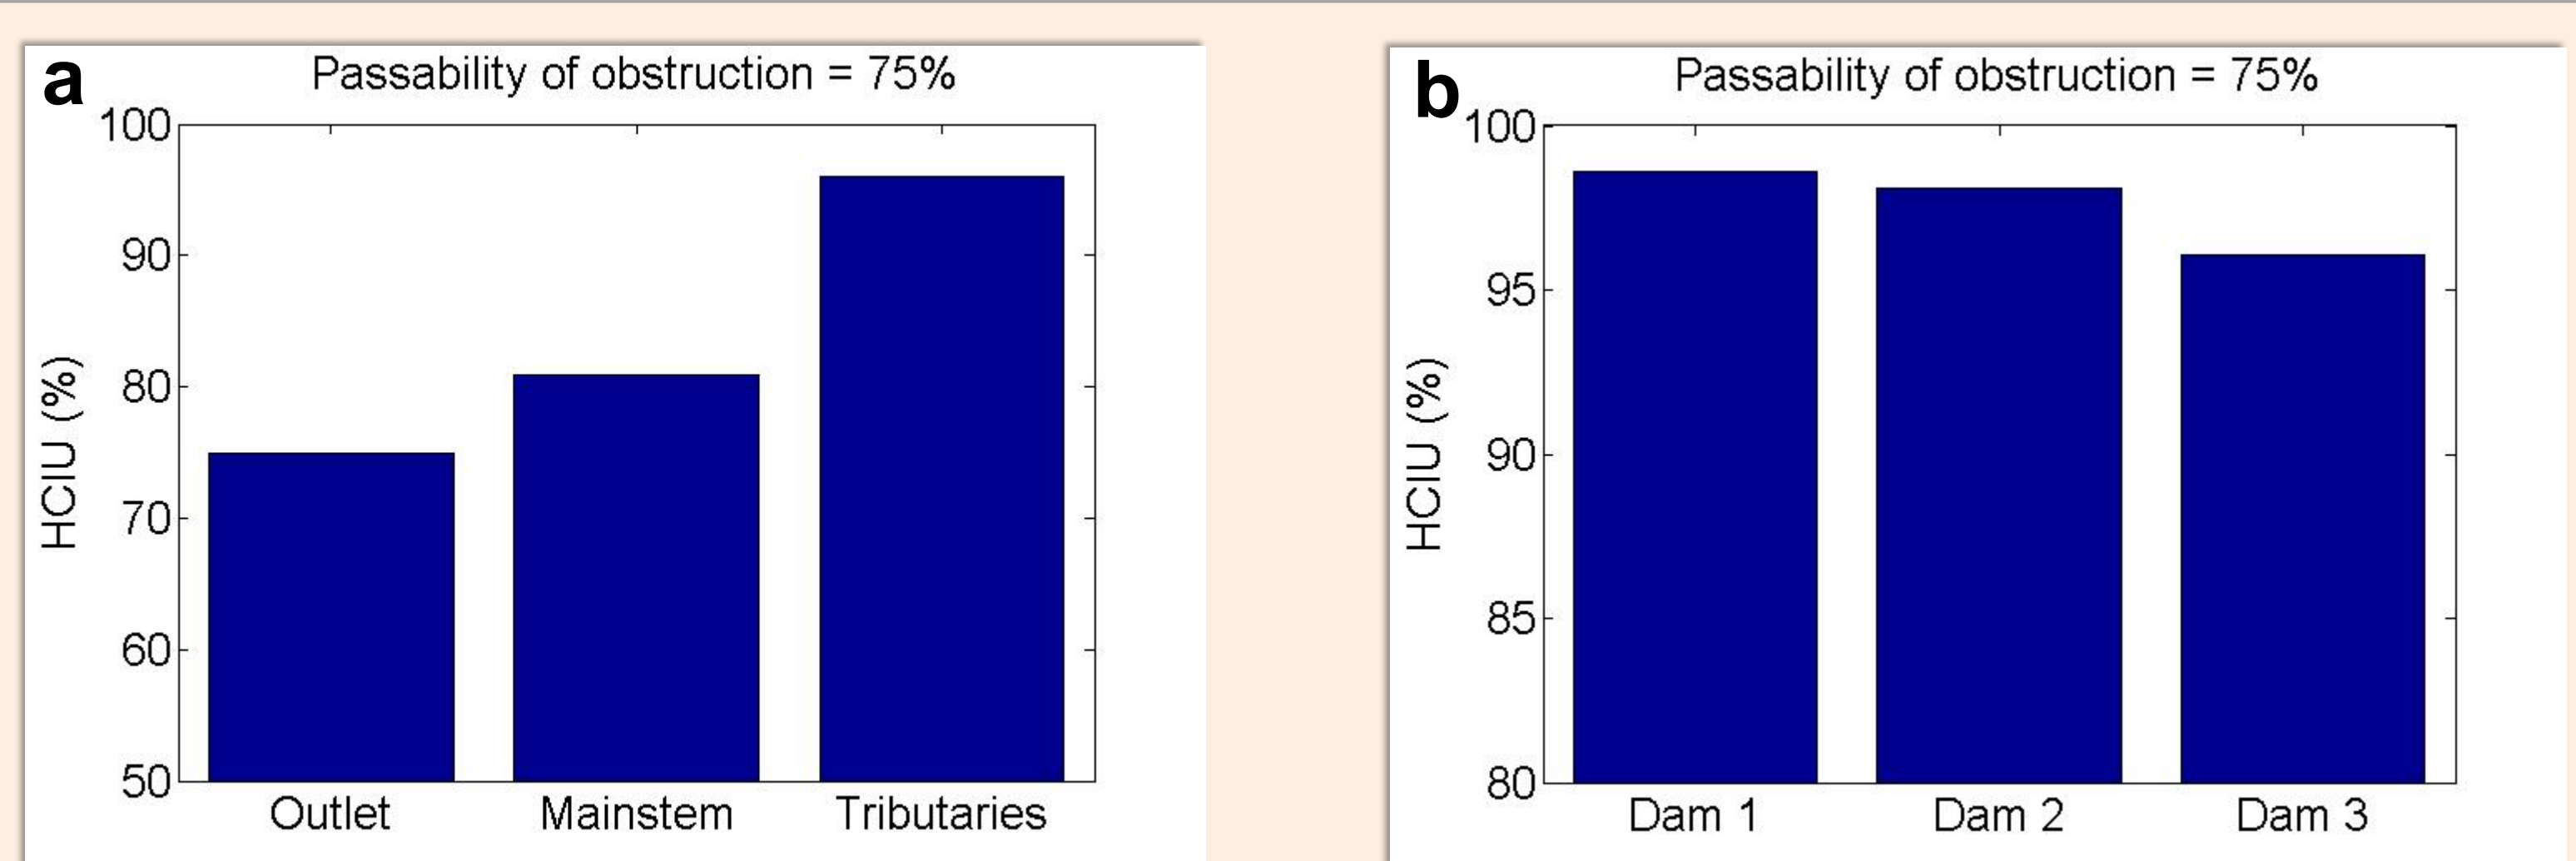 a
Passability of obstruction = 75%
100
90
80
70
60
50
HCIU (%)
Outlet Mainstem Tributaries
b
Passability of obstruction = 75%
100
95
90
85
80
HCIU (%)
Dam 1 Dam 2 Dam 3